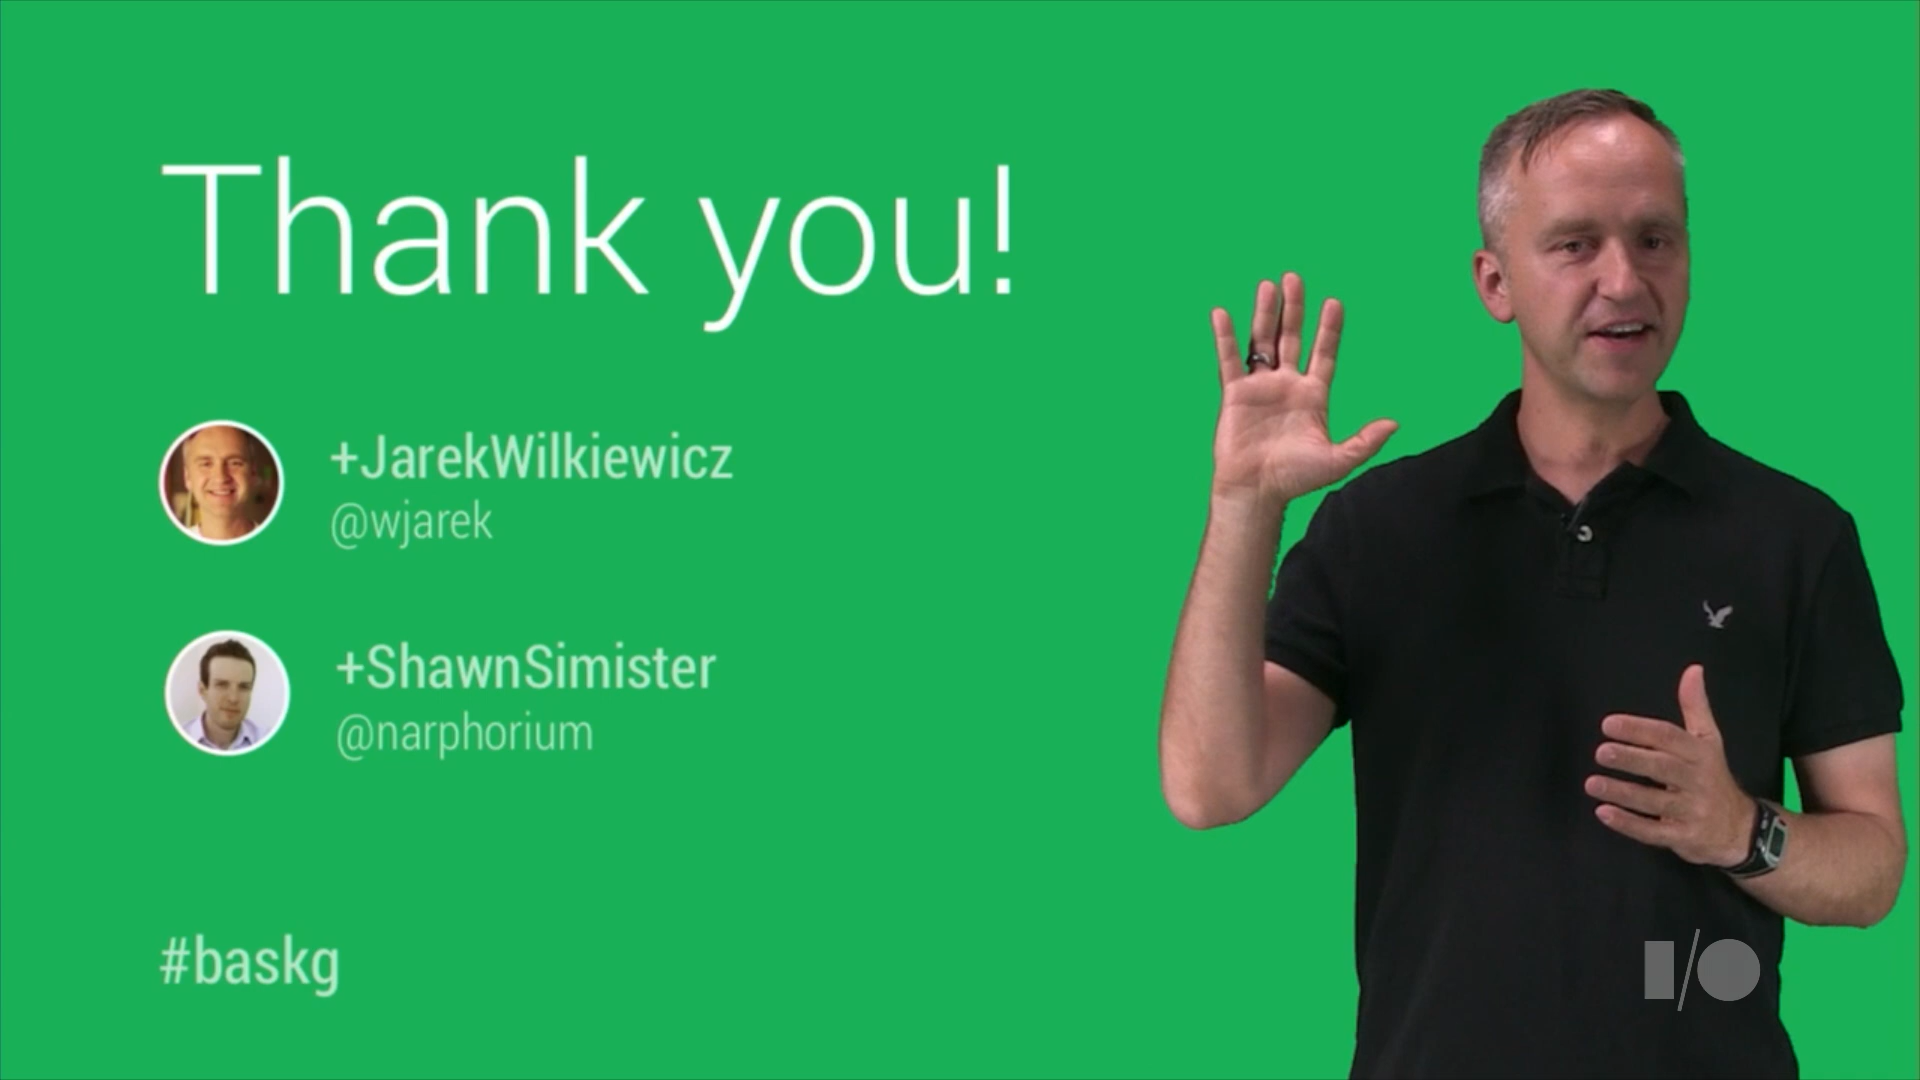 Thank you!
+JarekWilkiewicz
@wjarek
+ShawnSimister
@narphorium
#baskg
I/O